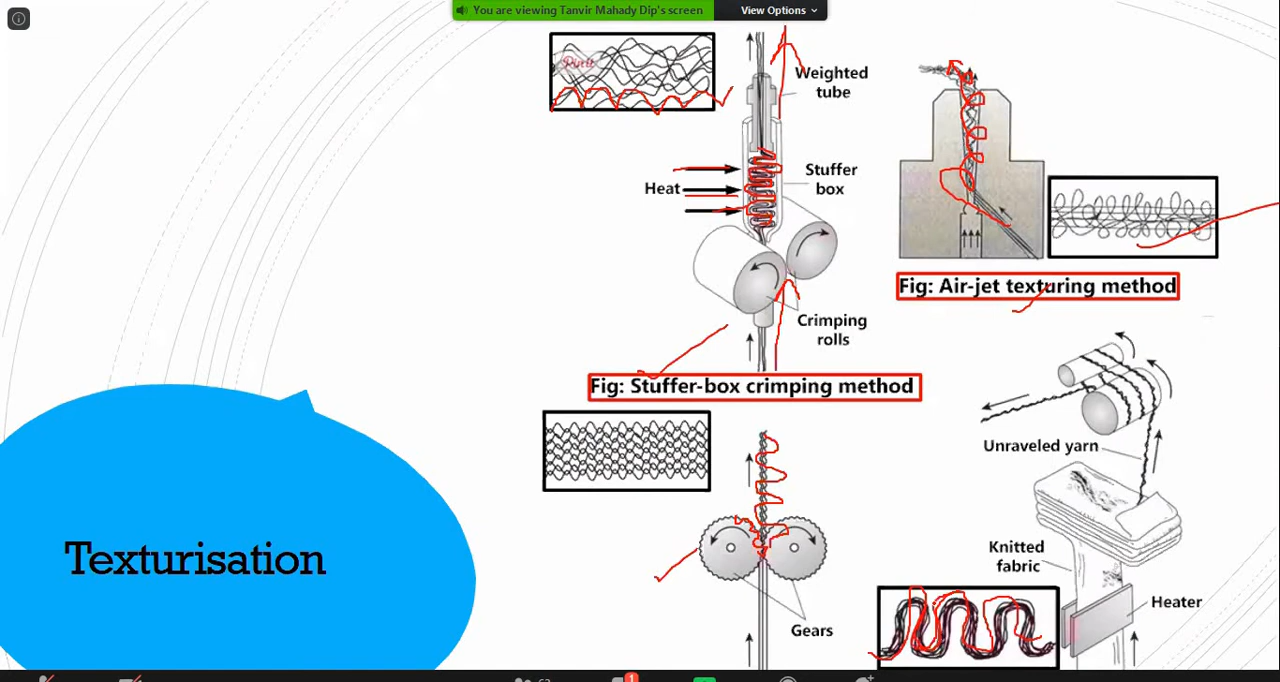 You are viewing Tanvir Mahady Dip's screen
View Options
Weighted
tube
Heat
Stuffer
box
Crimping
rolls
Fig: Stuffer-box crimping method
Fig: Air-jet texturing method
Unraveled yarn
Knitted
fabric
Heater
Gears
Texturisation
1